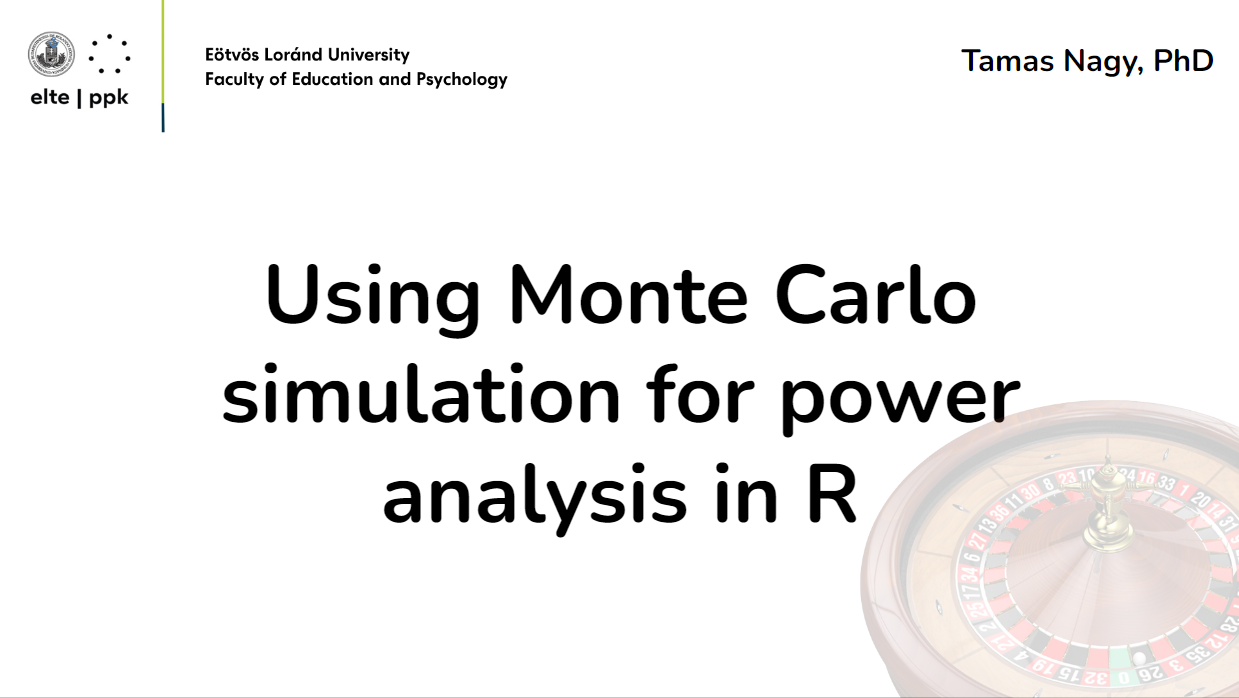 Eötvös Loránd University
Faculty of Education and Psychology
elte | ppk
Tamas Nagy, PhD
Using Monte Carlo
simulation for power
analysis in R